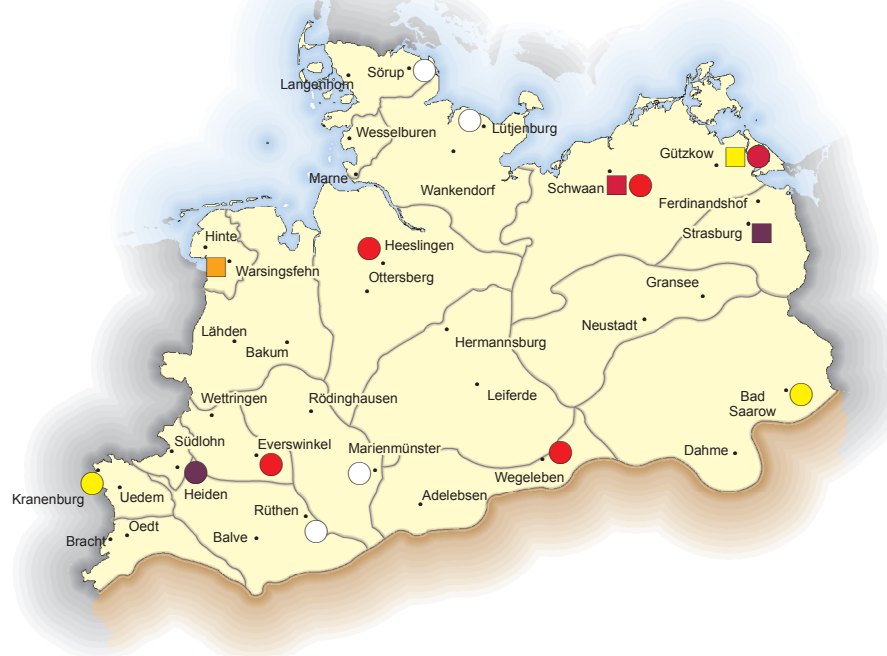 Sörup
Langenhorn
Lütjenburg
Wesselburen
Gützkow
Marne
Wankendorf
Schwaan
Ferdinandshof
Strasburg
Hinte
Heeslingen
Warsingsfehn
Ottersberg
Gransee
Neustadt
Lähden
Hermannsburg
Bakum
Leiferde
Bad
Saarow
Wettringen
Rödinghausen
Südlohn
Everswinkel
Marienmünster
Dahme
Wegeleben
Kranenburg
Uedem
Heiden
Adelebsen
Rüthen
Oedt
Bracht
Balve